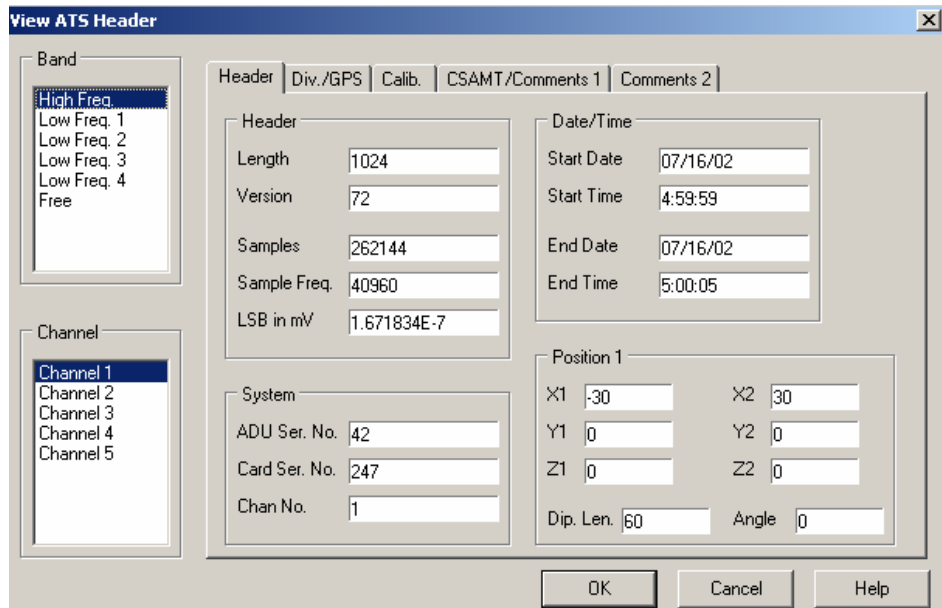 View ATS Header
Band
High Freq.
Low Freq. 1
Low Freq. 2
Low Freq. 3
Low Freq. 4
Free
Channel
Channel 1
Channel 2
Channel 3
Channel 4
Channel 5
Header Div./GPS Calib. CSAMT/Comments 1 Comments 2
Header
Length 1024
Version 72
Samples 262144
Sample Freq. 40960
LSB in mV 1.671834E-7
System
ADU Ser. No. 42
Card Ser. No. 247
Chan No. 1
Date/Time
Start Date 07/16/02
Start Time 4:59:59
End Date 07/16/02
End Time 5:00:05
Position 1
X1 -30 X2 30
Y1 0 Y2 0
Z1 0 Z2 0
Dip. Len. 60 Angle 0
OK Cancel Help